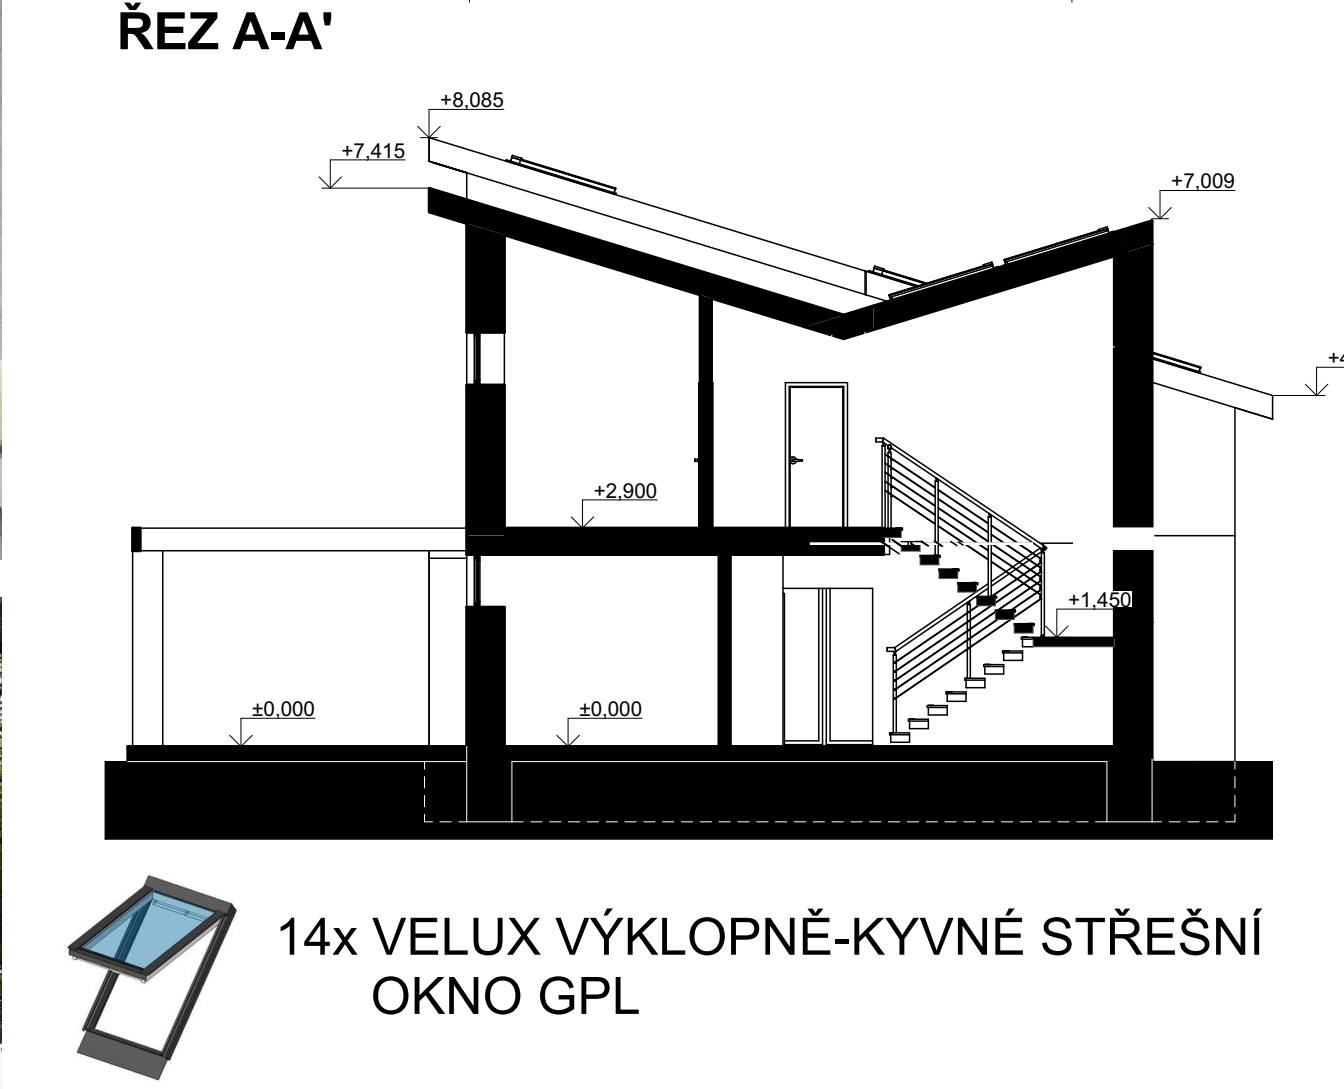 ŘEZ A-A'
+8,085
+7,415
+7,009
+2,900
+1,450
±0,000
±0,000
14x VELUX VÝKLOPNĚ-KYVNÉ STŘEŠNÍ
OKNO GPL